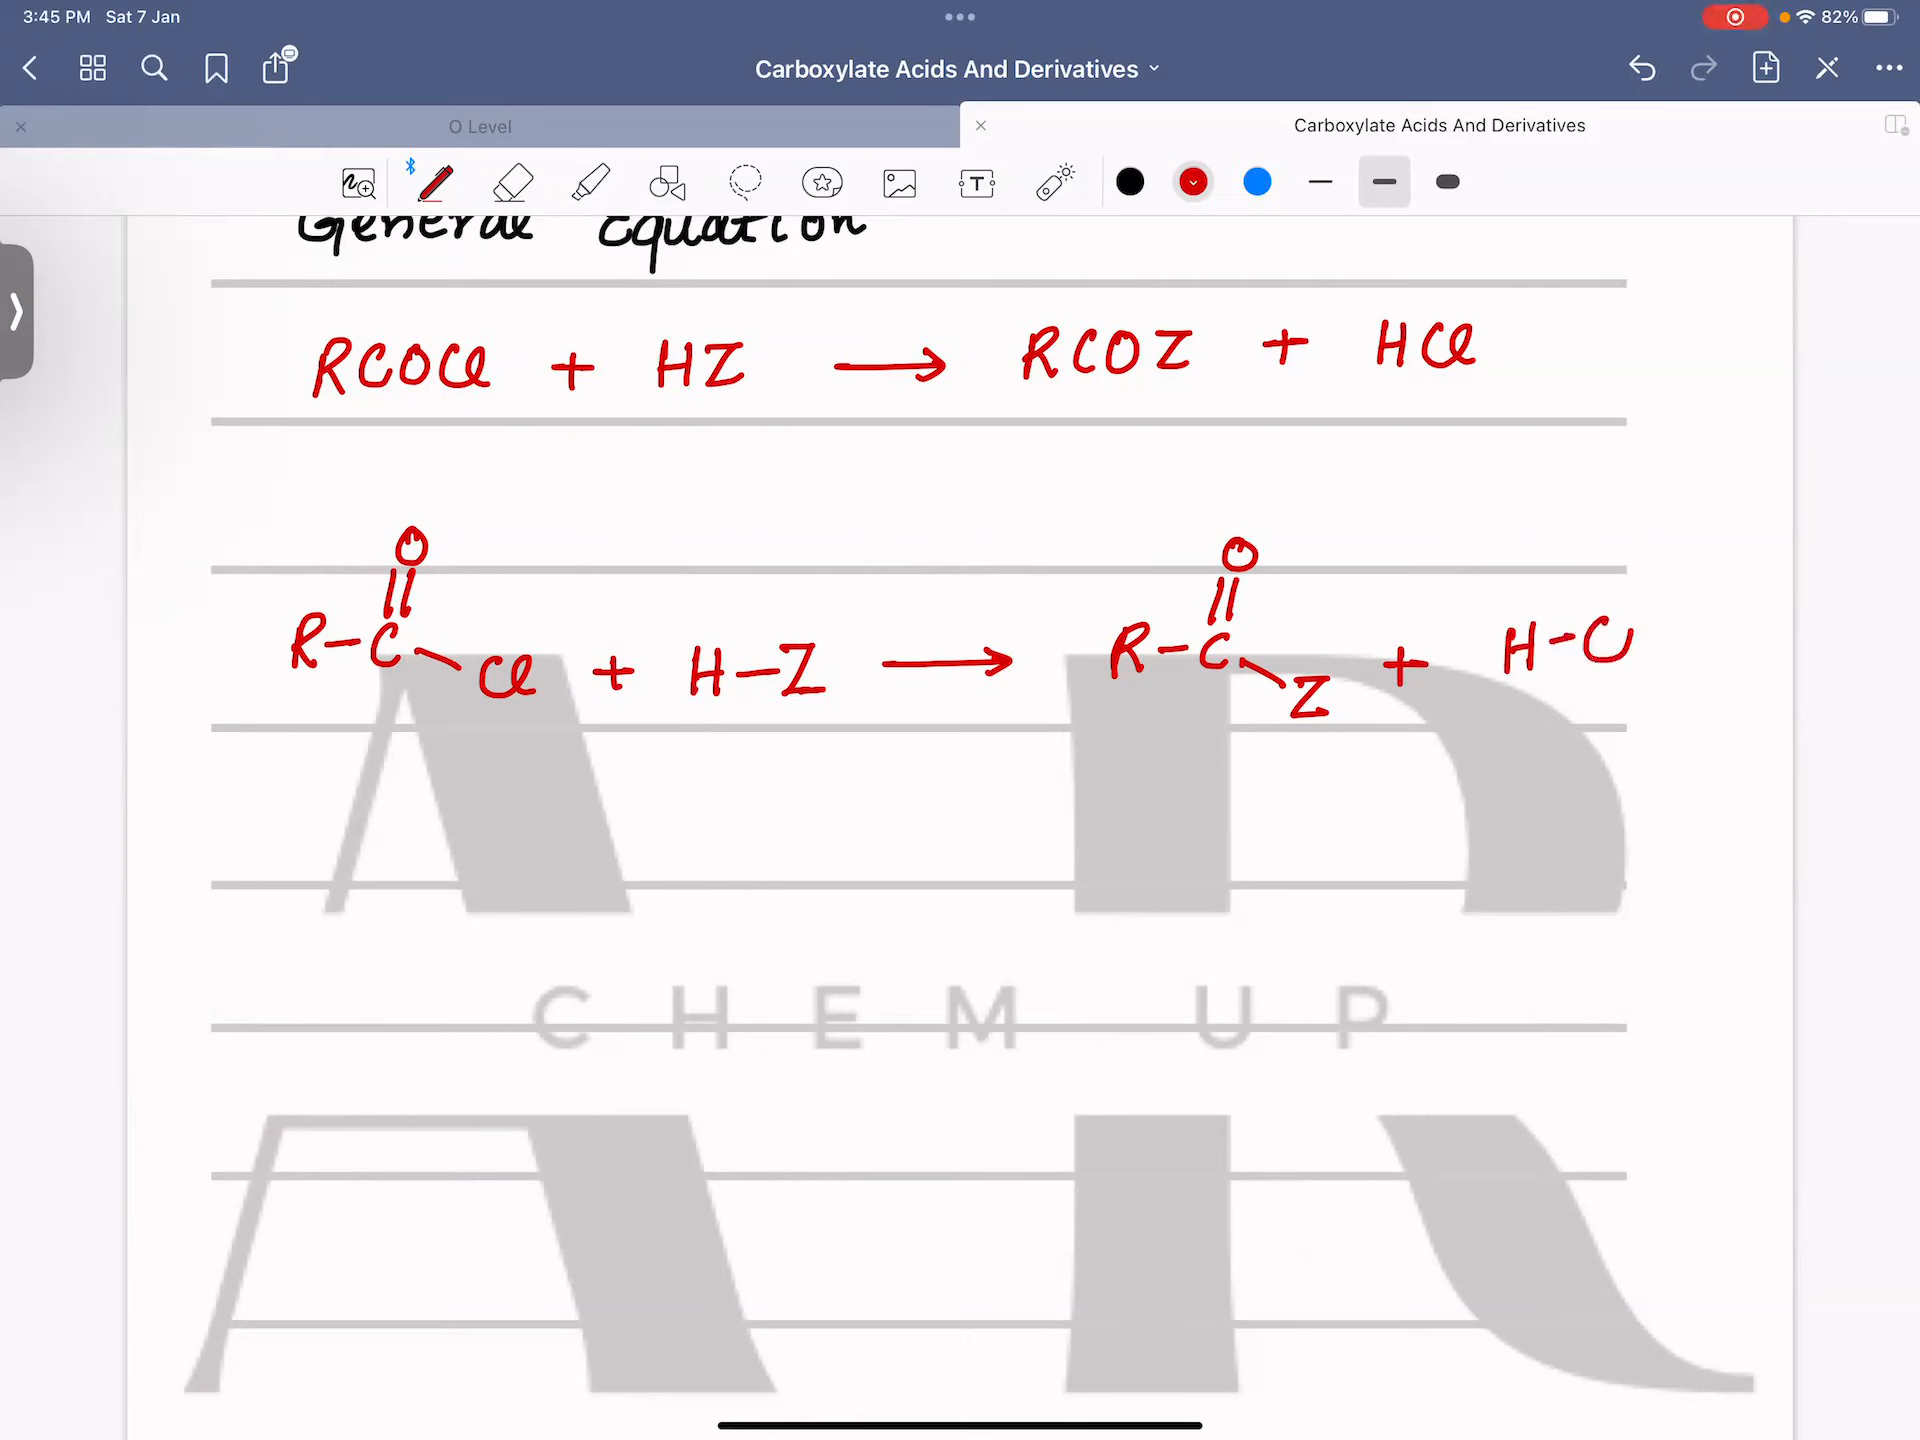 3:45 PM Sat 7 Jan
82%
Carboxylate Acids And Derivatives
O Level
Carboxylate Acids And Derivatives
T
General Equation
RCOCl + HZ → RCOZ + HCl
O O
R-C-Cl + H-Z → R-C-Z + H-C
CHEM UP